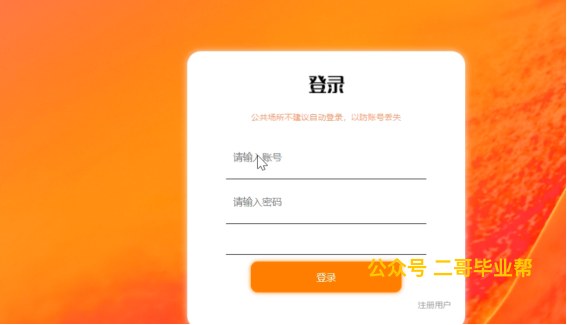 登录
公共场所不建议自动登录，以防账号丢失
请输入账号
请输入密码
登录
公众号 二哥毕业帮
注册用户